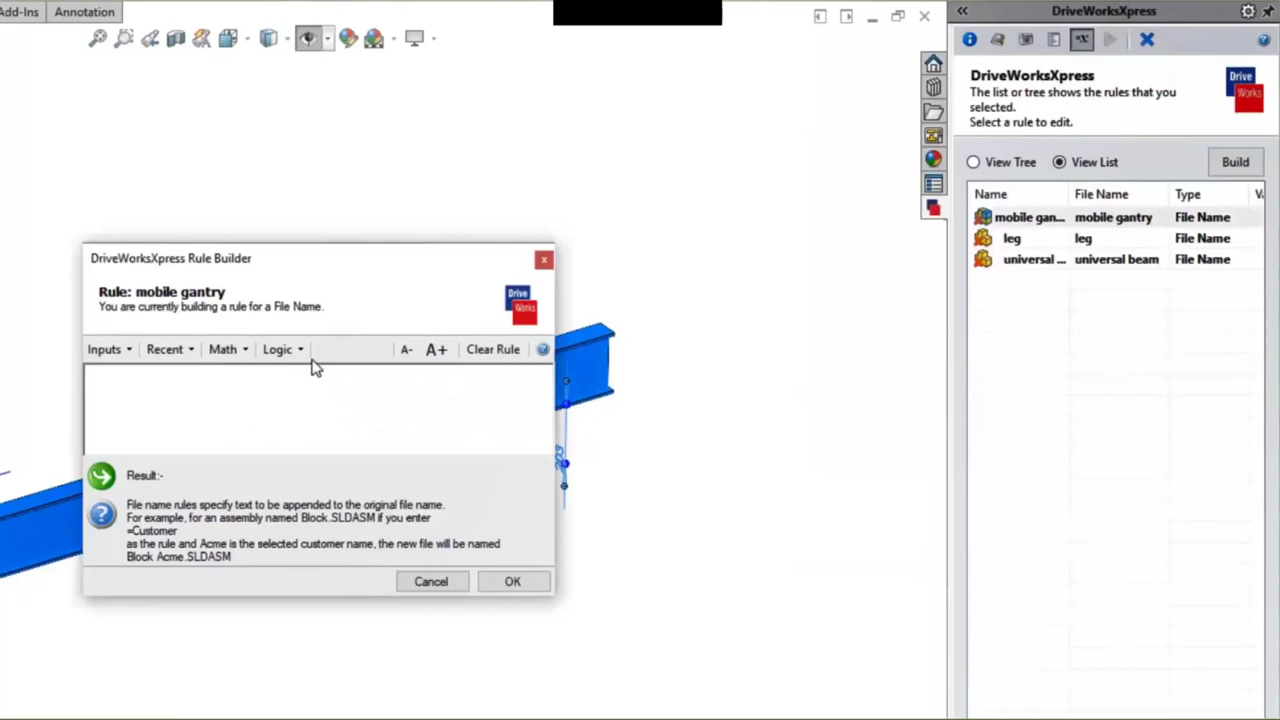 Add-Ins
Annotation
DriveWorksXpress
DriveWorksXpress
The list or tree shows the rules that you
selected.
Select a rule to edit.
Drive
Works
View Tree
View List
Build
Name
File Name
Type
mobile gan...
mobile gantry
File Name
leg
leg
File Name
universal ...
universal beam
File Name
DriveWorksXpress Rule Builder
x
Rule: mobile gantry
You are currently building a rule for a File Name.
Drive
Works
Inputs
Recent
Math
Logic
A-
A+
Clear Rule
Result:-
File name rules specify text to be appended to the original file name.
For example, for an assembly named Block.SLDASM if you enter
=Customer
as the rule and Acme is the selected customer name, the new file will be named
Block Acme.SLDASM
Cancel
OK